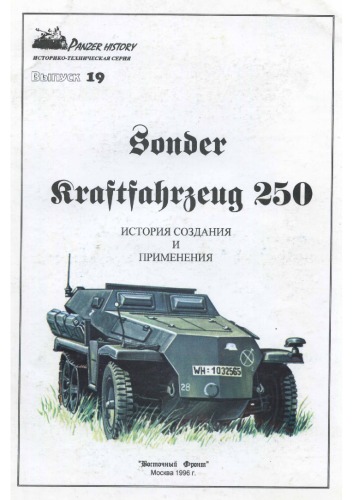 PANZER HISTORY
ИСТОРИКО-ТЕХНИЧЕСКАЯ СЕРИЯ
Выпуск 19
Sonder
Kraftfahrzeug 250
ИСТОРИЯ СОЗДАНИЯ
И
ПРИМЕНЕНИЯ
WH-1032565
28
"Восточный Фронт"
Москва 1996 г.